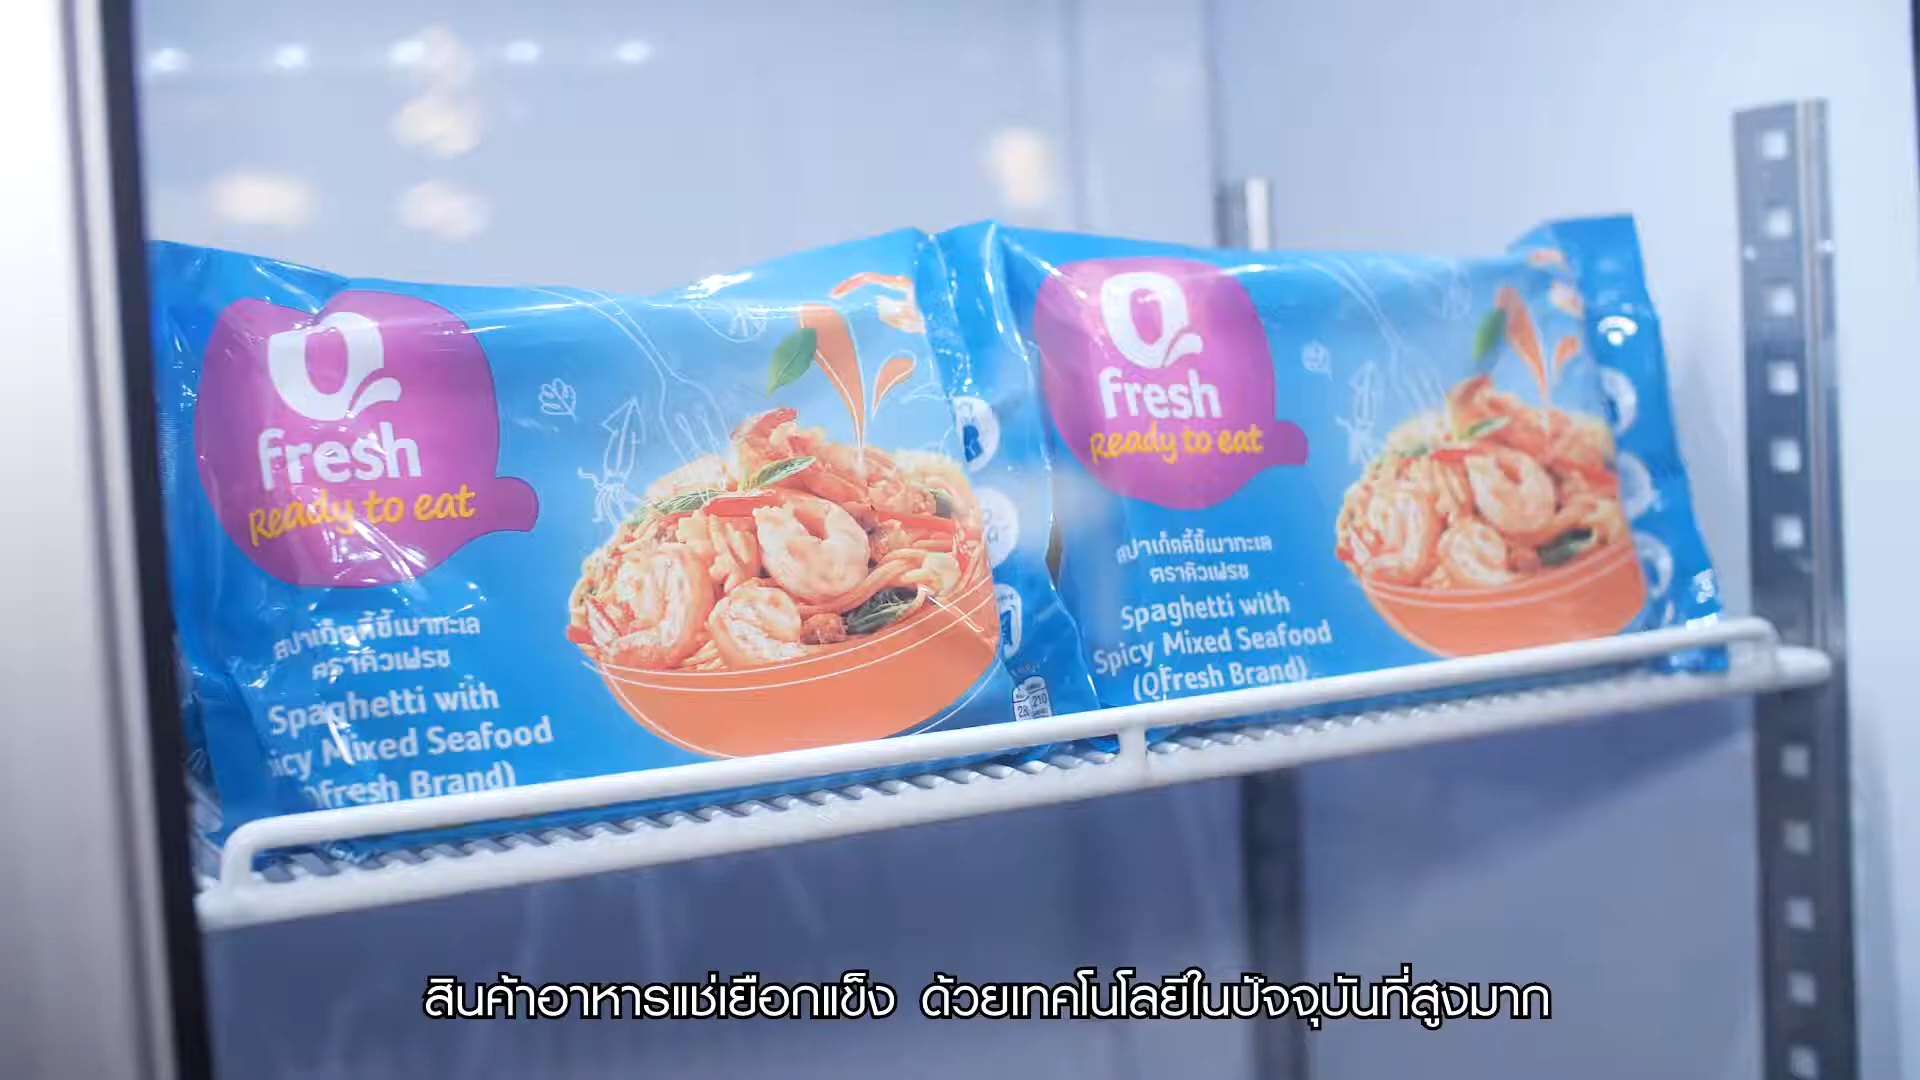 Q
fresh
Ready to eat
สปาเก็ตตี้ขี้เมาทะเล
ตราคิวเฟรช
Spaghetti with
icy Mixed Seafood
Qfresh Brand)
Q
fresh
Ready to eat
สปาเก็ตตี้ขี้เมาทะเล
ตราคิวเฟรช
Spaghetti with
Spicy Mixed Seafood
(Qfresh Brand)
สินค้าอาหารแช่เยือกแข็ง ด้วยเทคโนโลยีในปัจจุบันที่สูงมาก